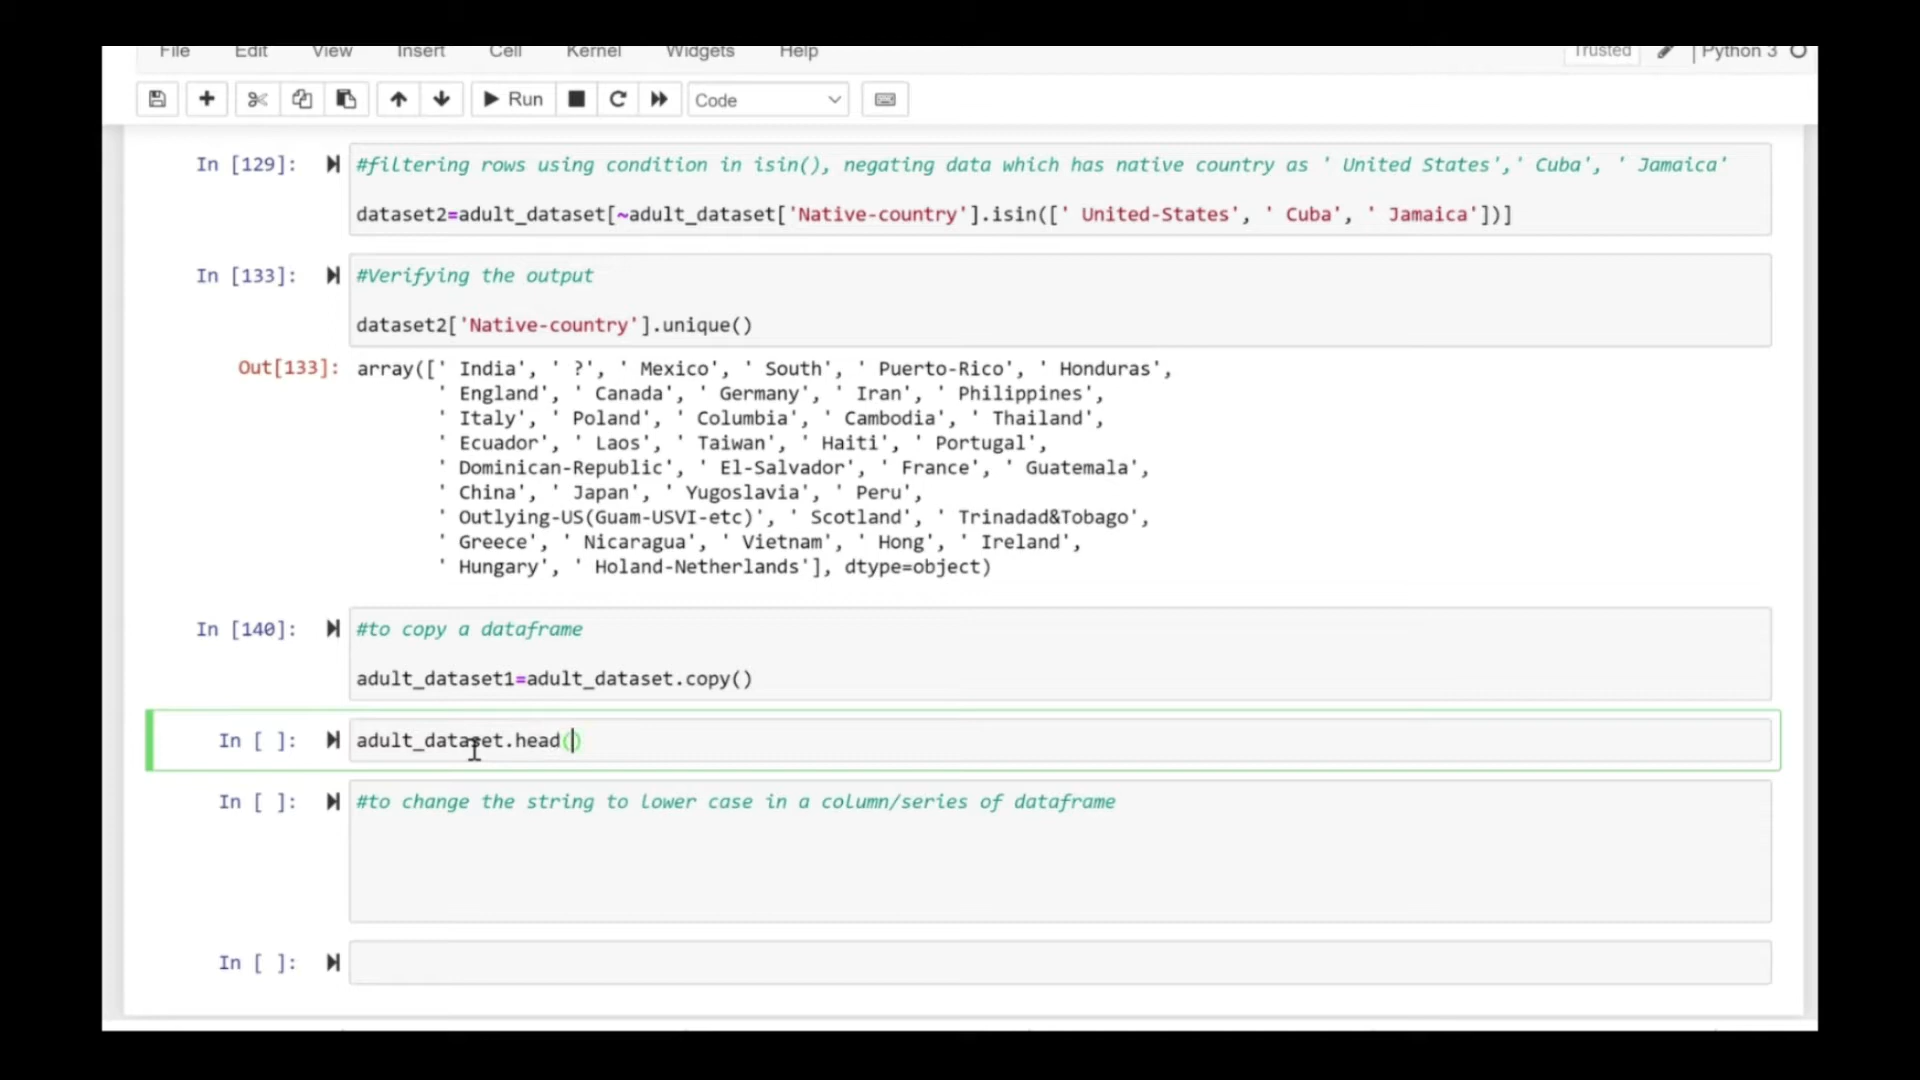 File Edit View Insert Cell Kernel Widgets Help Trusted Python 3
Run Code
In [129]: #filtering rows using condition in isin(), negating data which has native country as ' United States',' Cuba', ' Jamaica'
dataset2=adult_dataset[~adult_dataset['Native-country'].isin([' United-States', ' Cuba', ' Jamaica'])]
In [133]: #Verifying the output
dataset2['Native-country'].unique()
Out[133]: array([' India', ' ?', ' Mexico', ' South', ' Puerto-Rico', ' Honduras',
' England', ' Canada', ' Germany', ' Iran', ' Philippines',
' Italy', ' Poland', ' Columbia', ' Cambodia', ' Thailand',
' Ecuador', ' Laos', ' Taiwan', ' Haiti', ' Portugal',
' Dominican-Republic', ' El-Salvador', ' France', ' Guatemala',
' China', ' Japan', ' Yugoslavia', ' Peru',
' Outlying-US(Guam-USVI-etc)', ' Scotland', ' Trinadad&Tobago',
' Greece', ' Nicaragua', ' Vietnam', ' Hong', ' Ireland',
' Hungary', ' Holand-Netherlands'], dtype=object)
In [140]: #to copy a dataframe
adult_dataset1=adult_dataset.copy()
In [ ]: adult_dataset.head()
In [ ]: #to change the string to lower case in a column/series of dataframe
In [ ]: